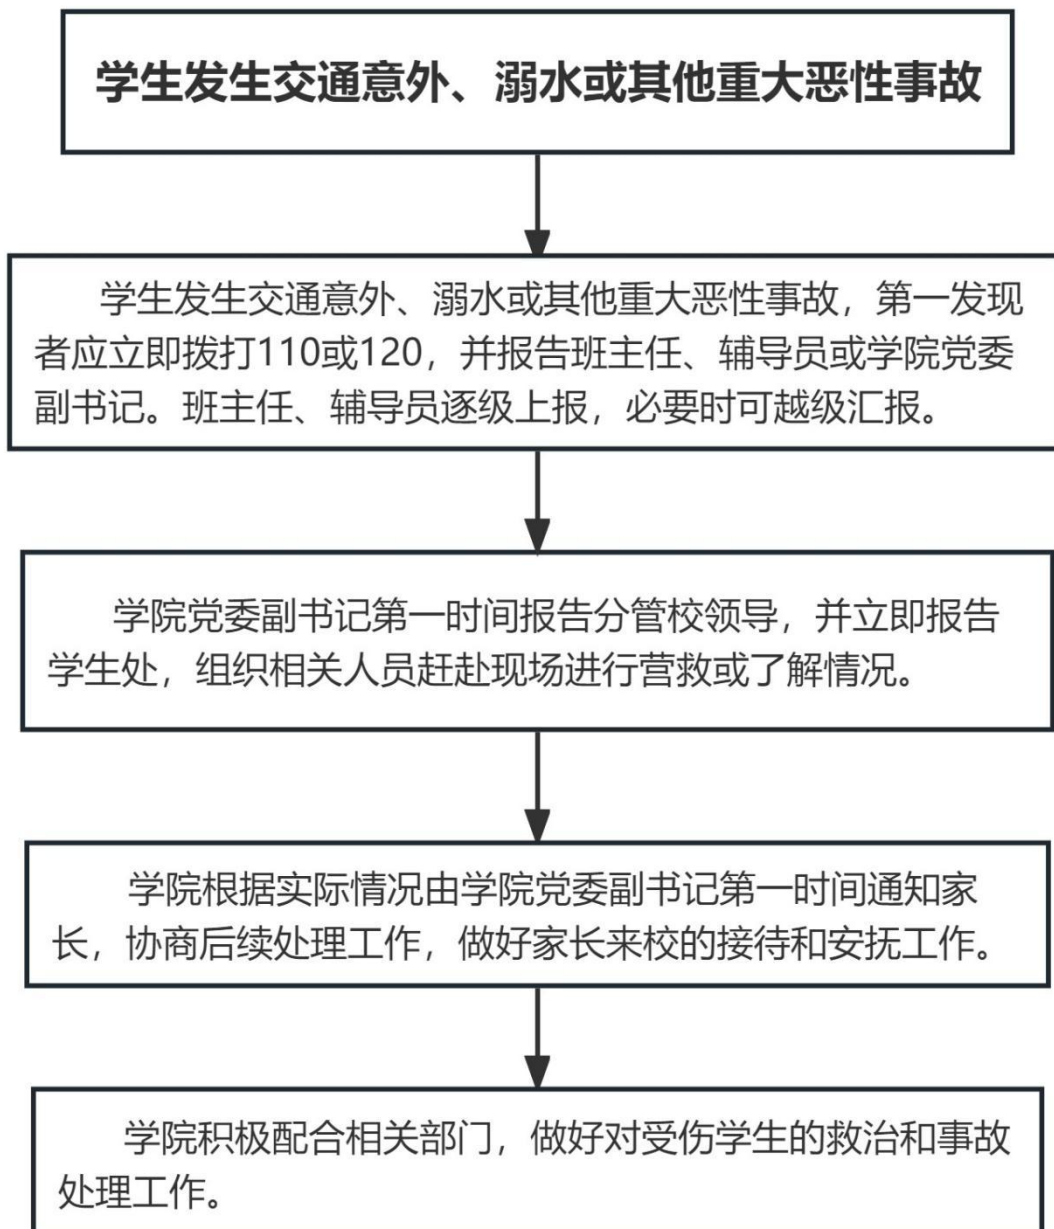 学生发生交通意外、溺水或其他重大恶性事故
学生发生交通意外、溺水或其他重大恶性事故，第一发现
者应立即拨打110或120，并报告班主任、辅导员或学院党委
副书记。班主任、辅导员逐级上报，必要时可越级汇报。
学院党委副书记第一时间报告分管校领导，并立即报告
学生处，组织相关人员赶赴现场进行营救或了解情况。
学院根据实际情况由学院党委副书记第一时间通知家
长，协商后续处理工作，做好家长来校的接待和安抚工作。
学院积极配合相关部门，做好对受伤学生的救治和事故
处理工作。